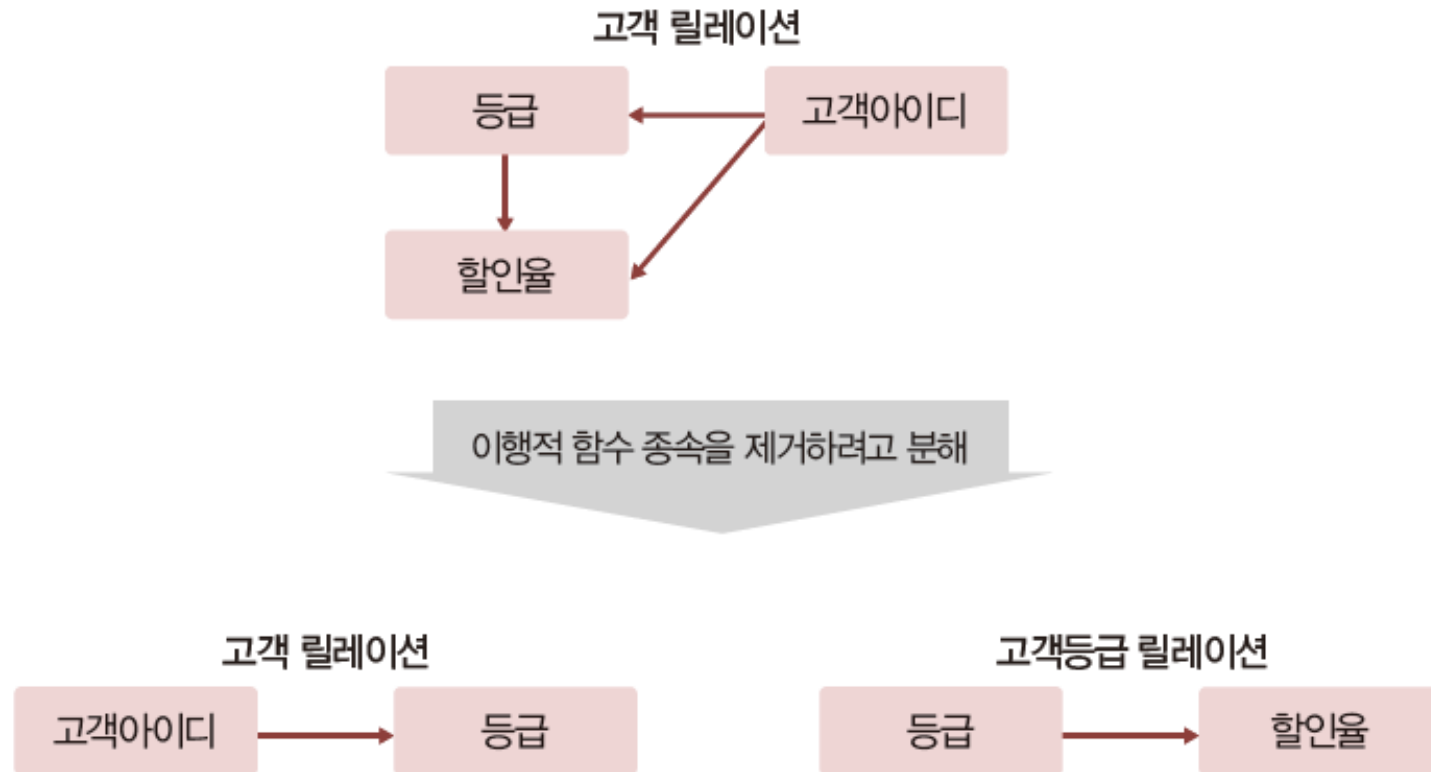 고객 릴레이션
등급
고객아이디
할인율
이행적 함수 종속을 제거하려고 분해
고객 릴레이션
고객등급 릴레이션
고객아이디
등급
등급
할인율